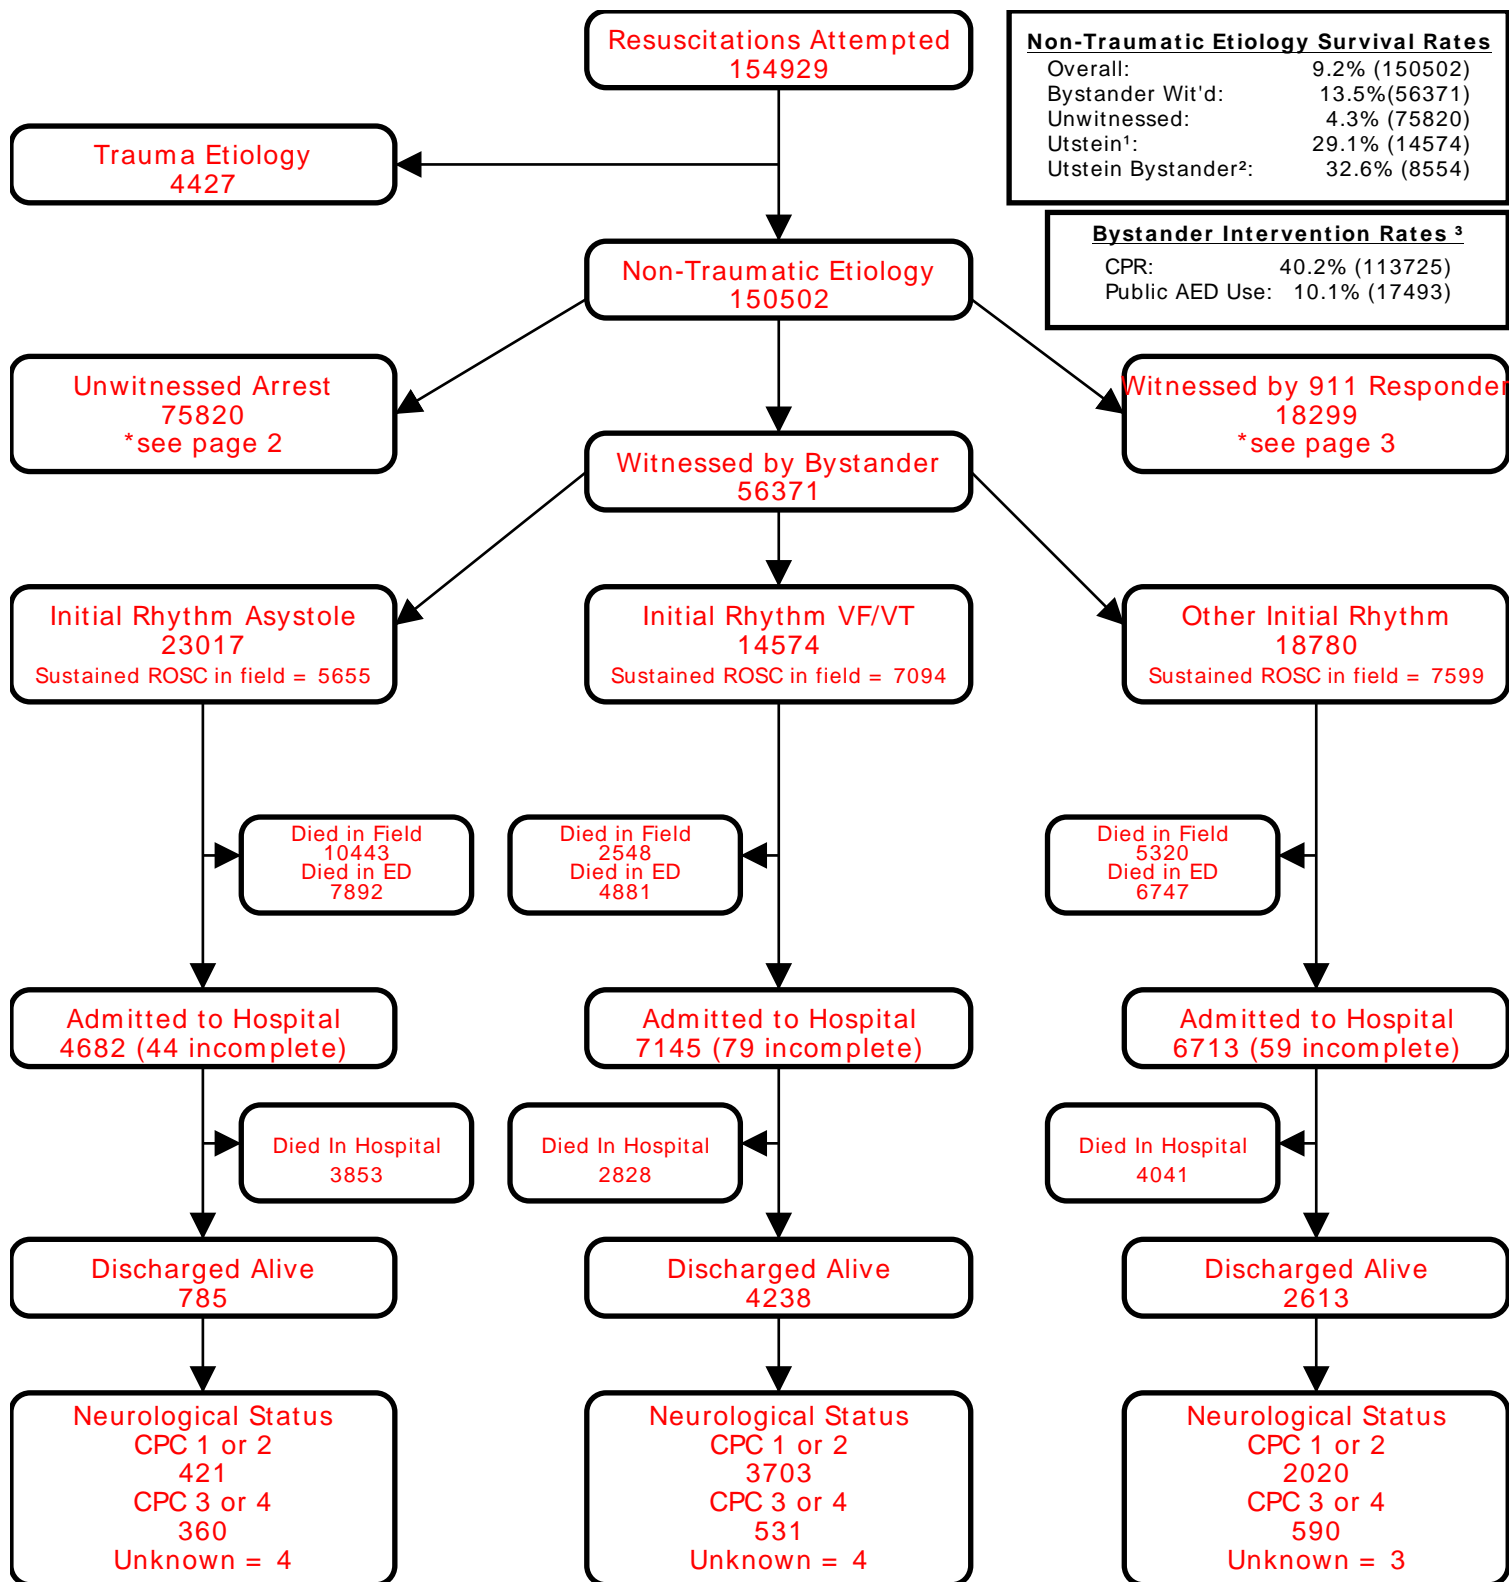 Resuscitations Attempted
154929
Non-Traumatic Etiology Survival Rates
Overall: 9.2% (150502)
Bystander Wit'd: 13.5%(56371)
Unwitnessed: 4.3% (75820)
Utstein¹: 29.1% (14574)
Utstein Bystander²: 32.6% (8554)
Trauma Etiology
4427
Bystander Intervention Rates ³
CPR: 40.2% (113725)
Public AED Use: 10.1% (17493)
Non-Traumatic Etiology
150502
Unwitnessed Arrest
75820
*see page 2
Witnessed by 911 Responder
18299
*see page 3
Witnessed by Bystander
56371
Initial Rhythm Asystole
23017
Sustained ROSC in field = 5655
Initial Rhythm VF/VT
14574
Sustained ROSC in field = 7094
Other Initial Rhythm
18780
Sustained ROSC in field = 7599
Died in Field
10443
Died in ED
7892
Died in Field
2548
Died in ED
4881
Died in Field
5320
Died in ED
6747
Admitted to Hospital
4682 (44 incomplete)
Admitted to Hospital
7145 (79 incomplete)
Admitted to Hospital
6713 (59 incomplete)
Died In Hospital
3853
Died In Hospital
2828
Died In Hospital
4041
Discharged Alive
785
Discharged Alive
4238
Discharged Alive
2613
Neurological Status
CPC 1 or 2
421
CPC 3 or 4
360
Unknown = 4
Neurological Status
CPC 1 or 2
3703
CPC 3 or 4
531
Unknown = 4
Neurological Status
CPC 1 or 2
2020
CPC 3 or 4
590
Unknown = 3